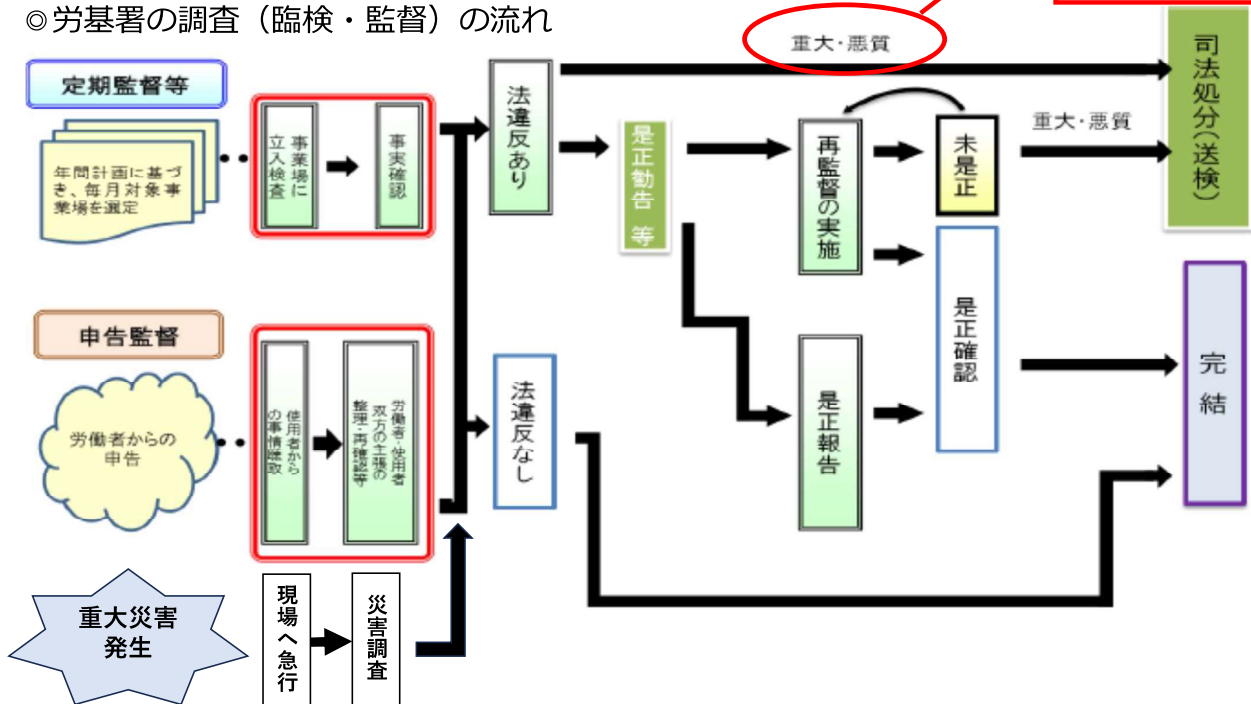 ◎労基署の調査（臨検・監督）の流れ
重大・悪質
司法処分（送検）
定期監督等
年間計画に基づ
き、毎月対象事
業場を選定
事業場に
立入検査
事実確認
法違反あり
是正勧告 等
再監督の実施
未是正
重大・悪質
是正確認
完結
申告監督
労働者からの
申告
使用者から
の事情聴取
労働者・使用者
双方の主張の
整理・再確認等
法違反なし
是正報告
重大災害
発生
現場へ急行
災害調査